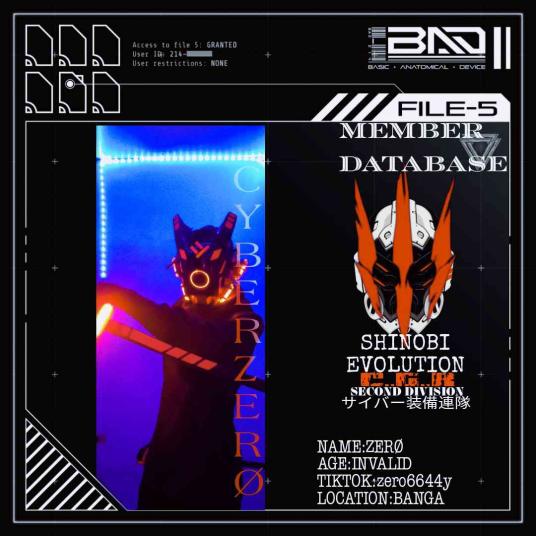 Access to file 5: GRANTED
User ID: 214-
User restrictions: NONE
BAD II
BASIC • ANATOMICAL • DEVICE
FILE-5
MEMBER
DATABASE
CYBERZERØ
SHINOBI
EVOLUTION
SECOND DIVISION
サイバー装備連隊
NAME:ZERØ
AGE:INVALID
TIKTOK:zero6644y
LOCATION:BANGA